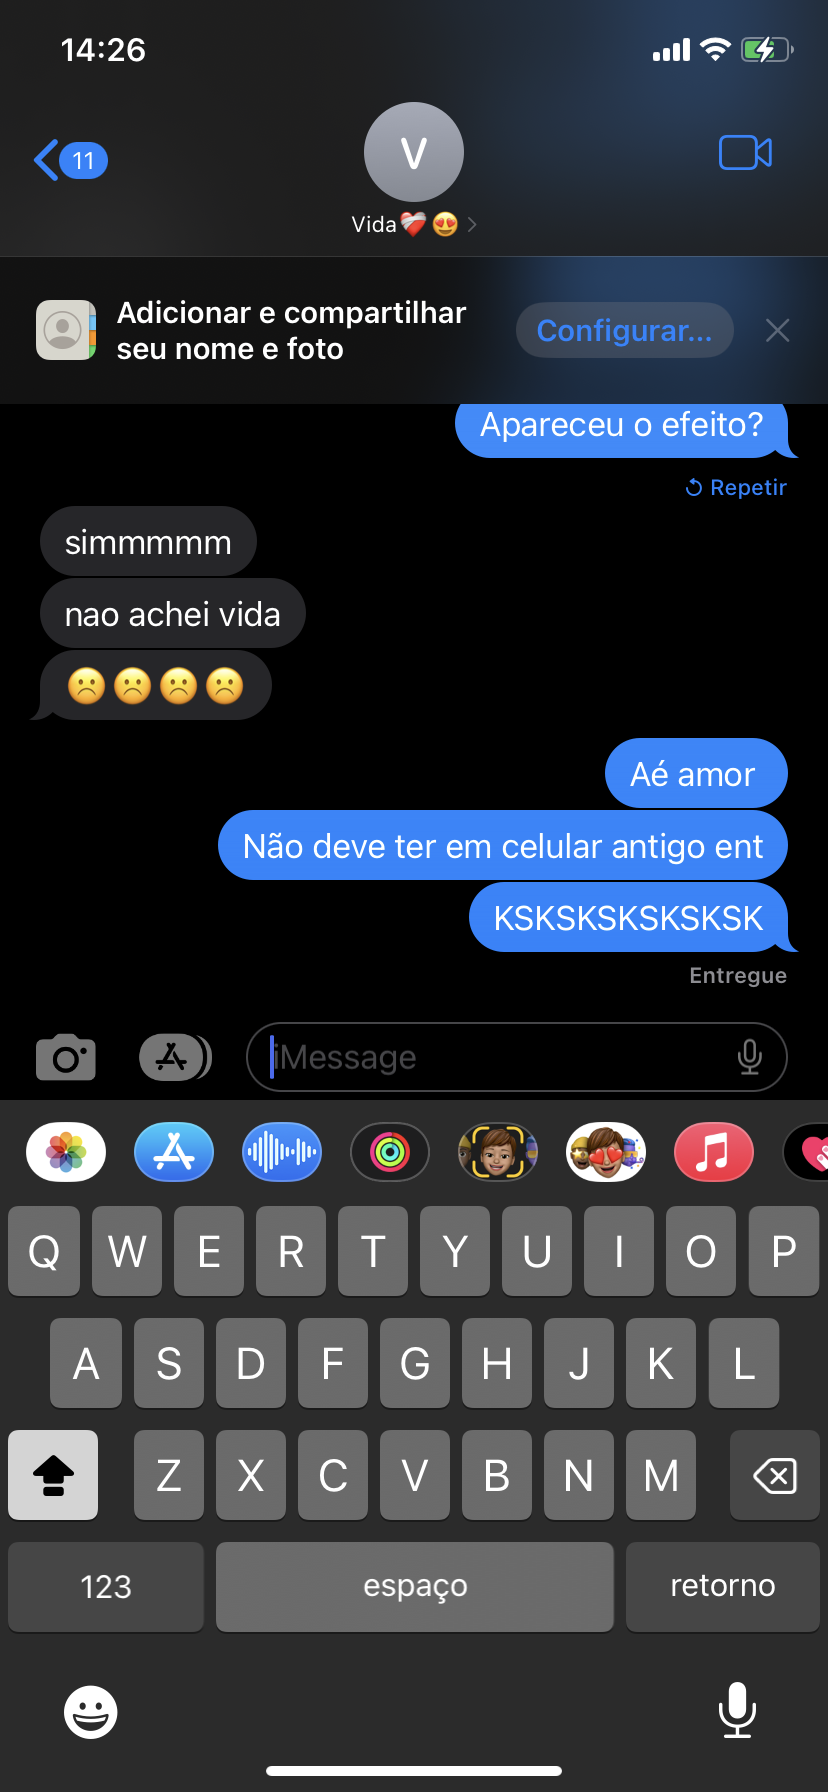 14:26
11
V
Vida❤️‍🩹😍
Adicionar e compartilhar
seu nome e foto
Configurar...
Apareceu o efeito?
Repetir
simmmmm
nao achei vida
☹️☹️☹️☹️
Aé amor
Não deve ter em celular antigo ent
KSKSKSKSKSKSK
Entregue
iMessage
Q W E R T Y U I O P
A S D F G H J K L
Z X C V B N M
123 espaço retorno